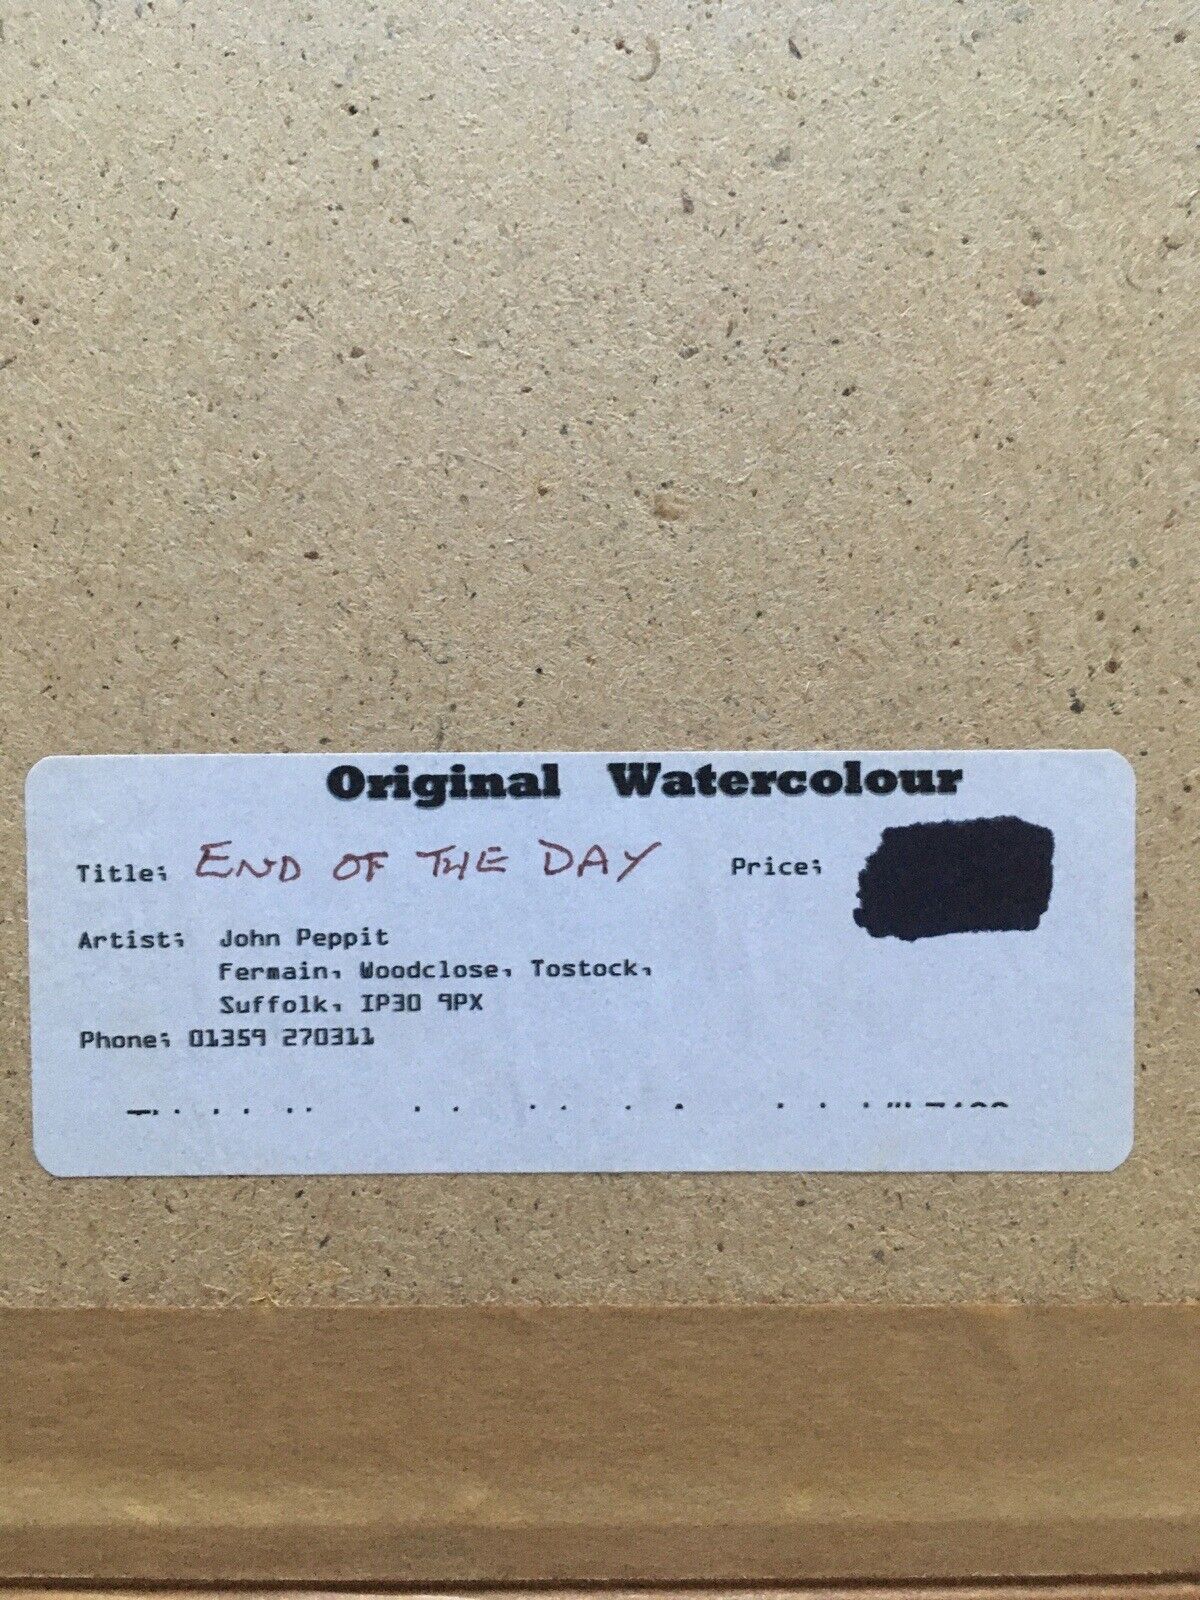 Original Watercolour
Title; END OF THE DAY Price;
Artist; John Peppit
Fermain, Woodclose, Tostock,
Suffolk, IP30 9PX
Phone; 01359 270311